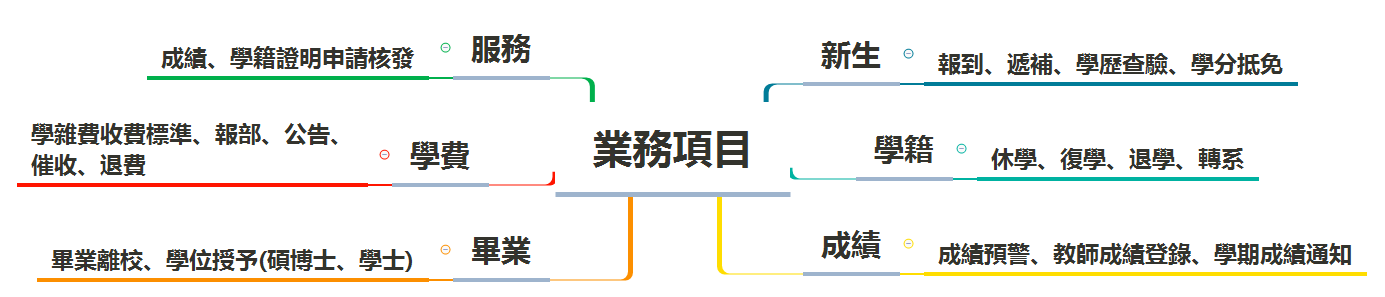 服務
成績、學籍證明申請核發
學費
學雜費收費標準、報部、公告、
催收、退費
畢業
畢業離校、學位授予(碩博士、學士)
業務項目
新生
報到、遞補、學歷查驗、學分抵免
學籍
休學、復學、退學、轉系
成績
成績預警、教師成績登錄、學期成績通知